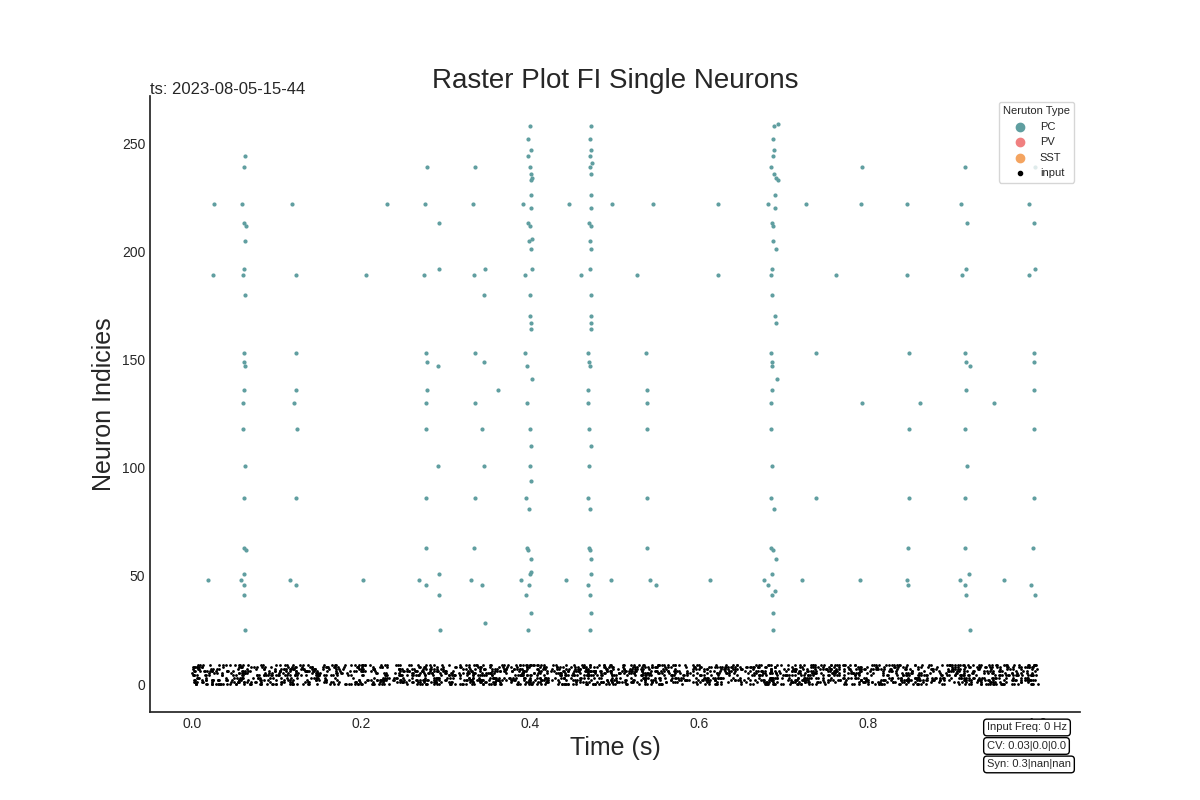 Raster Plot FI Single Neurons
ts: 2023-08-05-15-44
Neruton Type
PC
PV
SST
input
Neuron Indicies
250
200
150
100
50
0
0.0 0.2 0.4 0.6 0.8
Time (s)
Input Freq: 0 Hz
CV: 0.03|0.0|0.0
Syn: 0.3|nan|nan